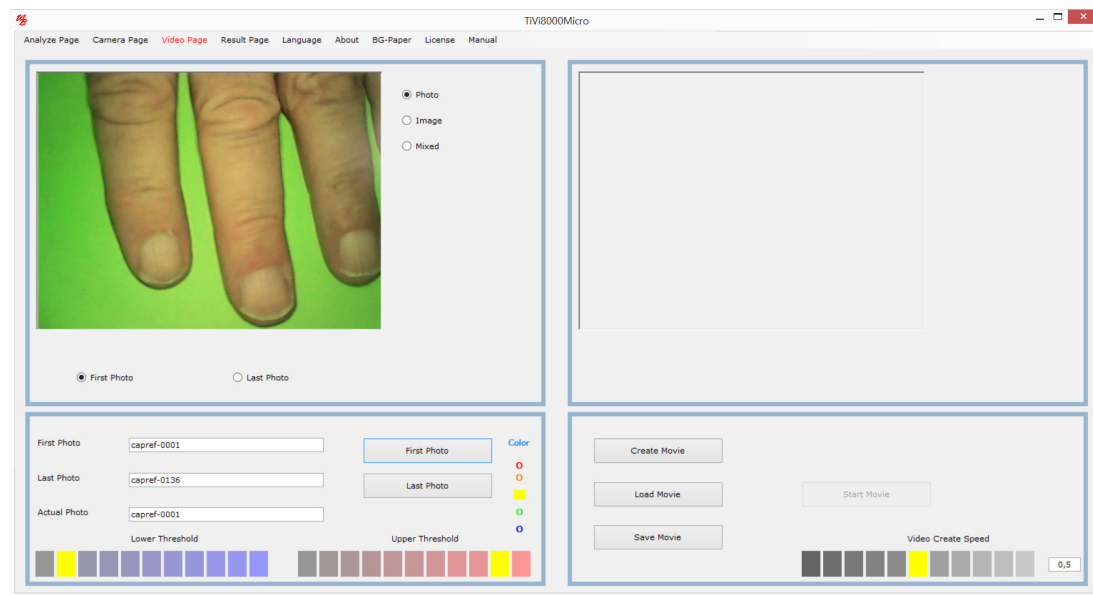 TiVi8000Micro
Analyze Page Camera Page Video Page Result Page Language About BG-Paper License Manual
Photo
Image
Mixed
First Photo Last Photo
First Photo capref-0001 First Photo Color
Last Photo capref-0136 Last Photo
Actual Photo capref-0001
Lower Threshold Upper Threshold
Create Movie
Load Movie Start Movie
Save Movie
Video Create Speed
0,5